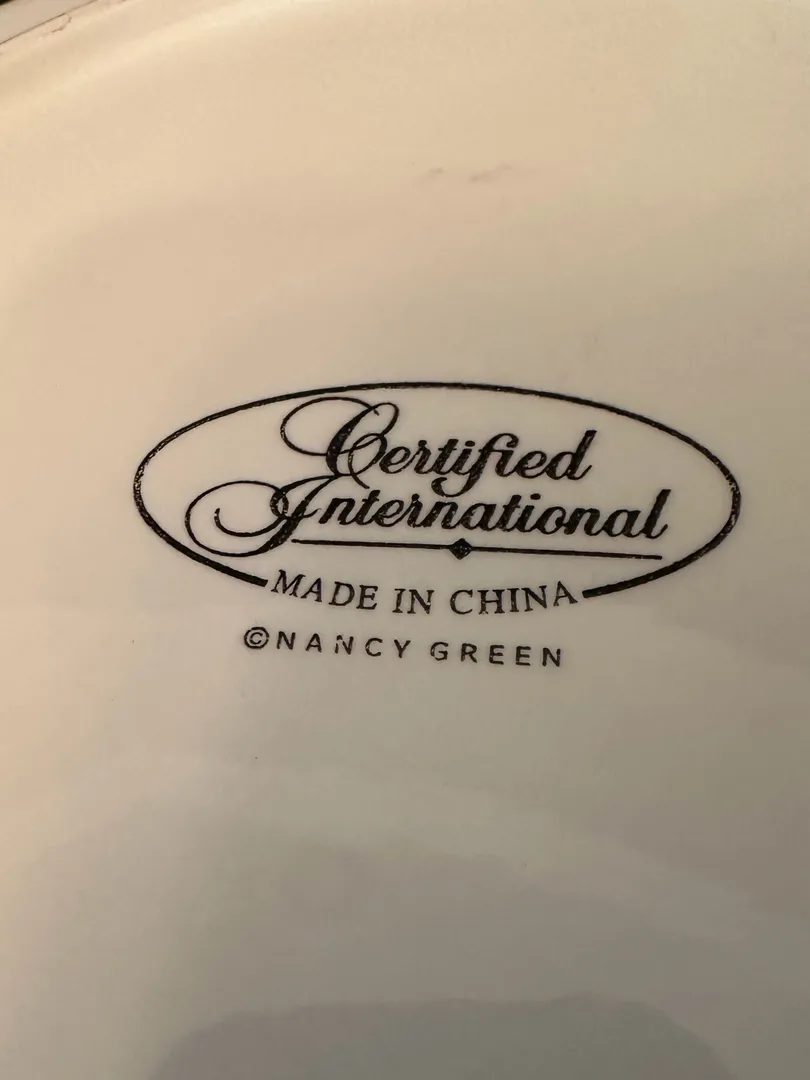 Certified
International
MADE IN CHINA
©NANCY GREEN